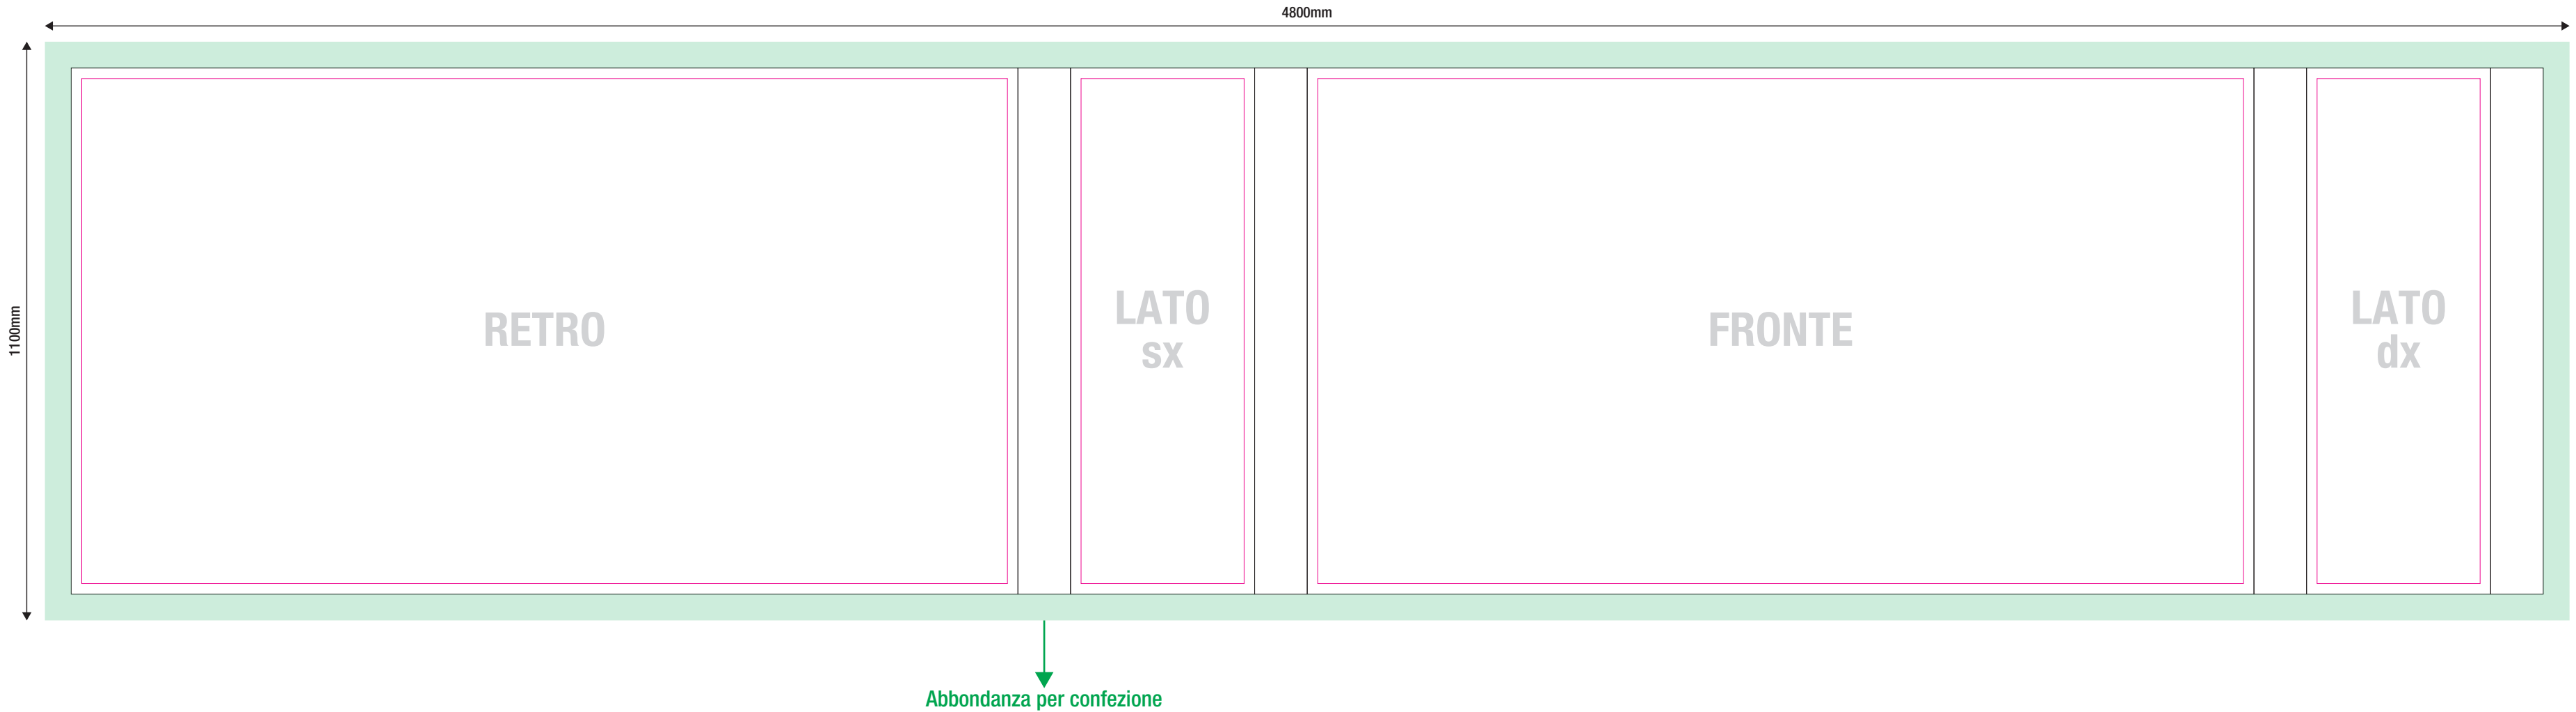 4800mm
1100mm
RETRO
LATO
sx
FRONTE
LATO
dx
Abbondanza per confezione